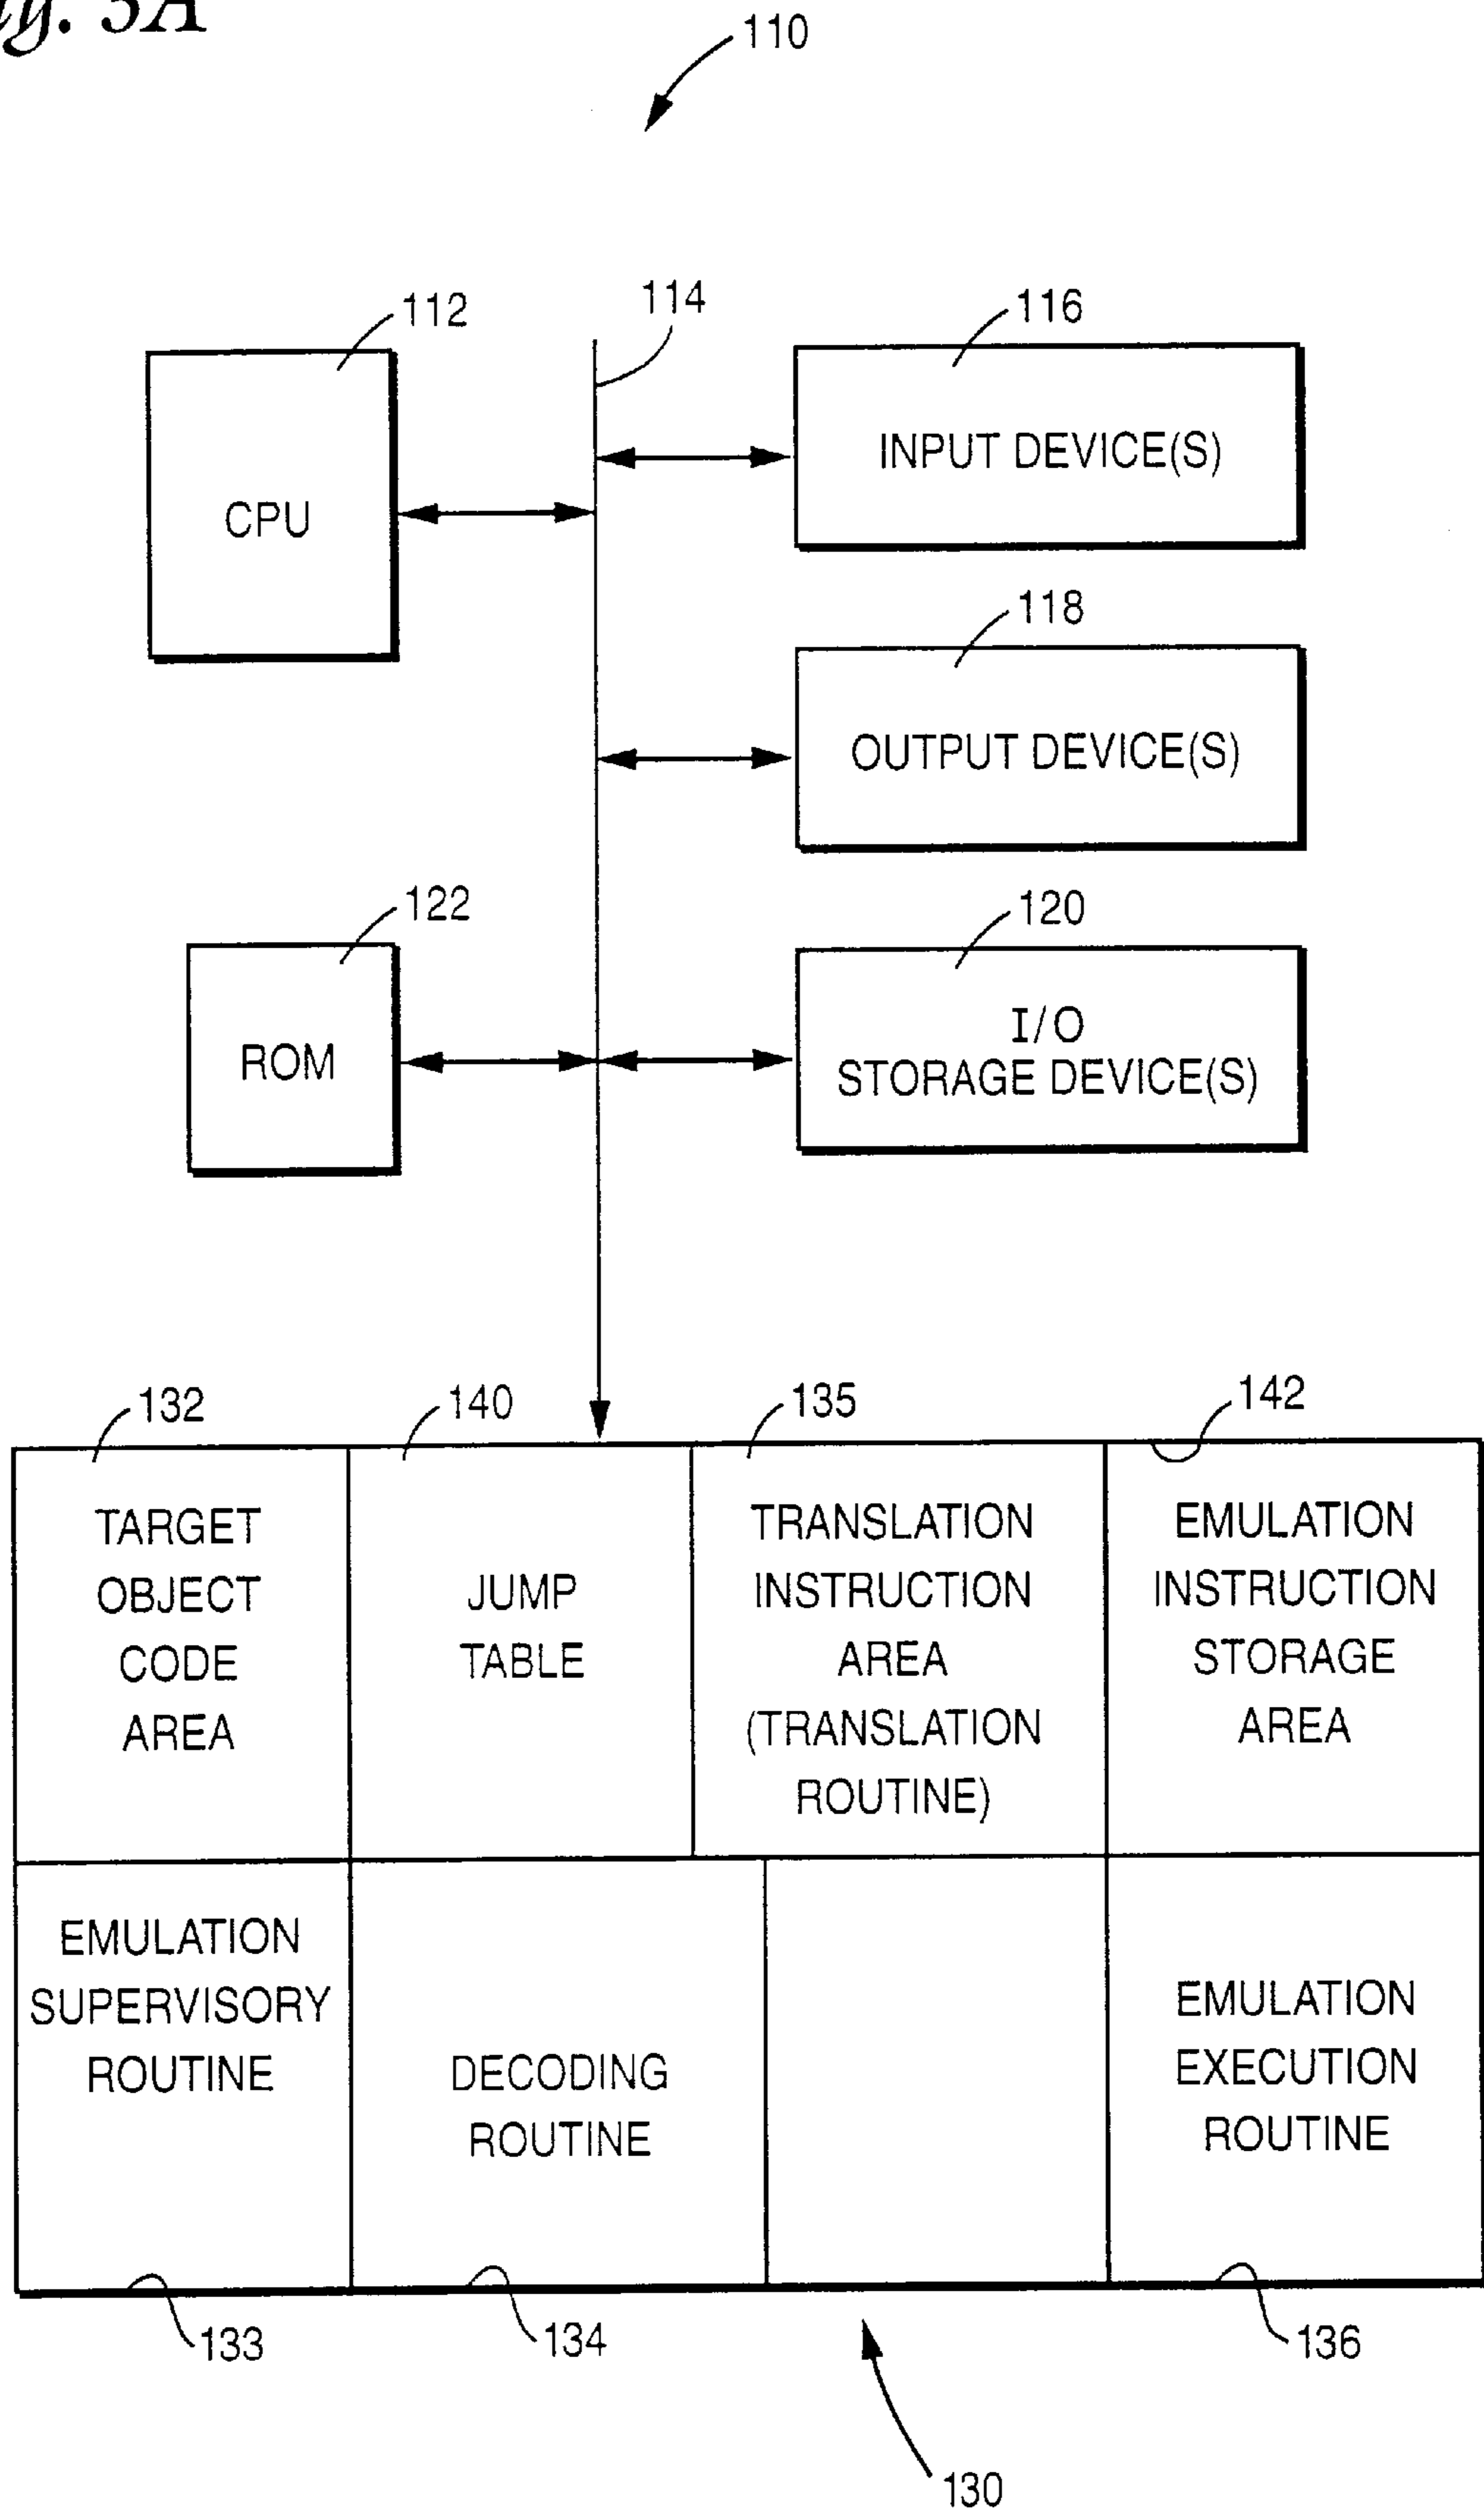 3A
110
112
114
116
CPU
INPUT DEVICE(S)
118
OUTPUT DEVICE(S)
122
120
ROM
I/O
STORAGE DEVICE(S)
132
140
135
142
TARGET
OBJECT
CODE
AREA
JUMP
TABLE
TRANSLATION
INSTRUCTION
AREA
(TRANSLATION
ROUTINE)
EMULATION
INSTRUCTION
STORAGE
AREA
EMULATION
SUPERVISORY
ROUTINE
DECODING
ROUTINE
EMULATION
EXECUTION
ROUTINE
133
134
136
130